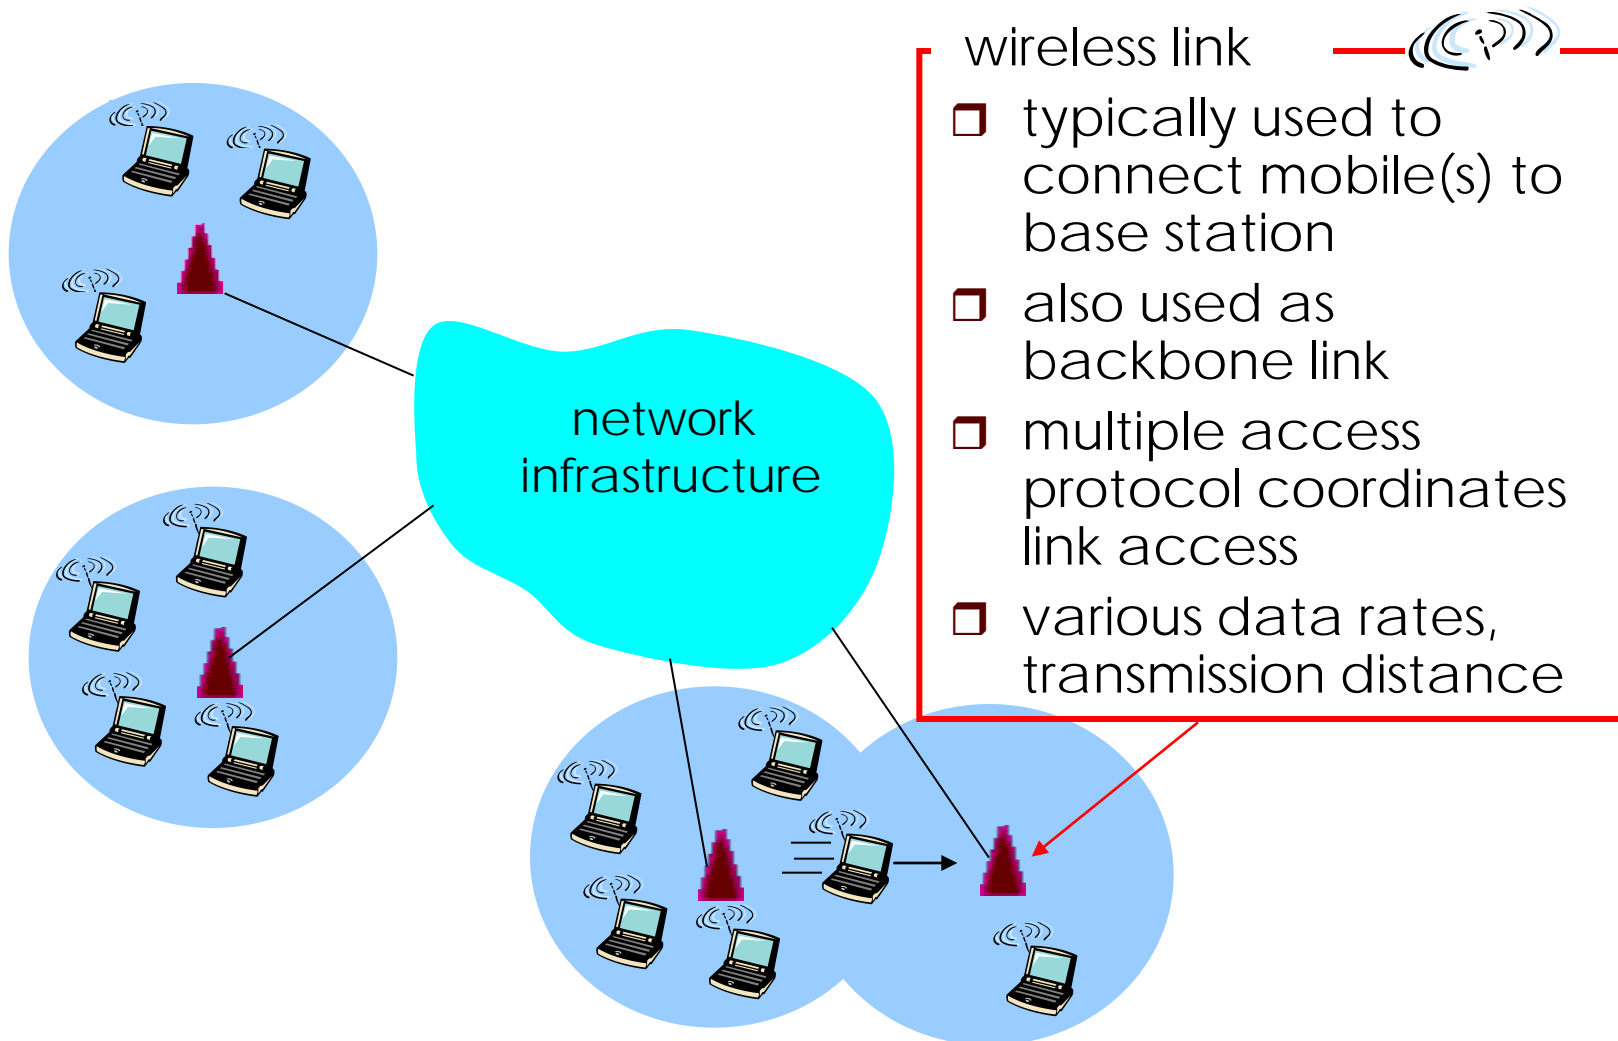 wireless link
typically used to
connect mobile(s) to
base station
also used as
backbone link
multiple access
protocol coordinates
link access
various data rates,
transmission distance
network
infrastructure